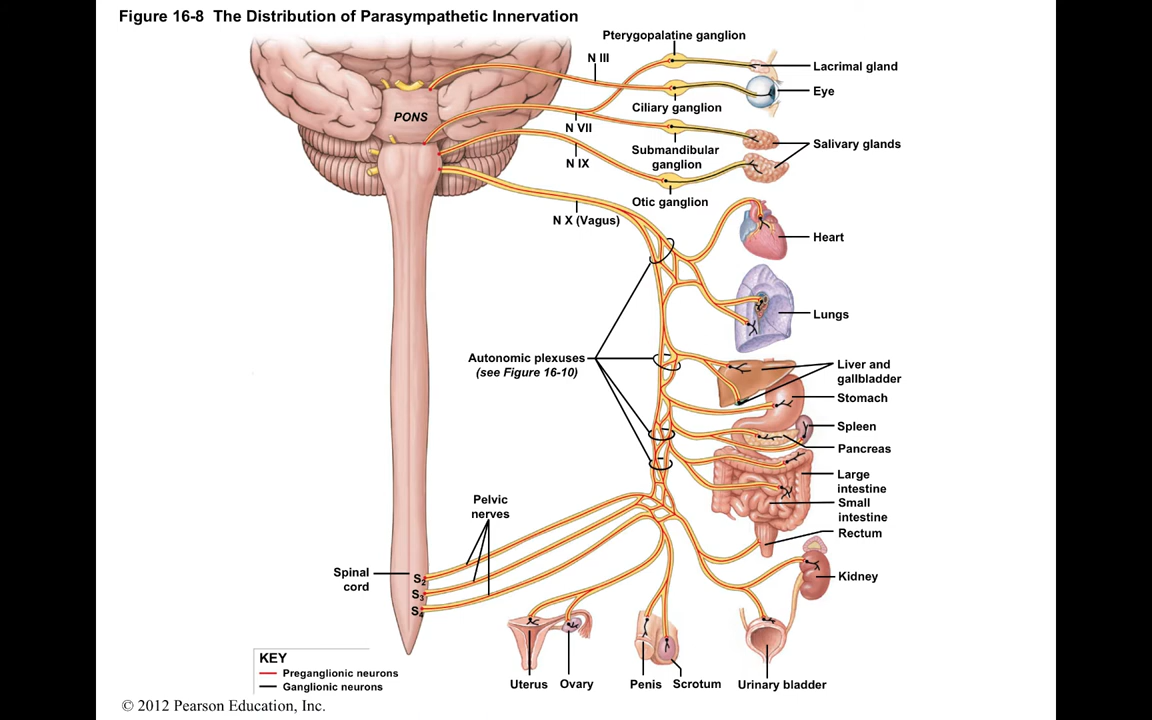 Figure 16-8 The Distribution of Parasympathetic Innervation
Pterygopalatine ganglion
N III
Lacrimal gland
Eye
Ciliary ganglion
PONS
N VII
Submandibular
ganglion
Salivary glands
N IX
Otic ganglion
N X (Vagus)
Heart
Lungs
Autonomic plexuses
(see Figure 16-10)
Liver and
gallbladder
Stomach
Spleen
Pancreas
Large
intestine
Small
intestine
Rectum
Pelvic
nerves
Spinal
cord
S2
S3
S4
Kidney
Uterus
Ovary
Penis
Scrotum
Urinary bladder
KEY
Preganglionic neurons
Ganglionic neurons
© 2012 Pearson Education, Inc.